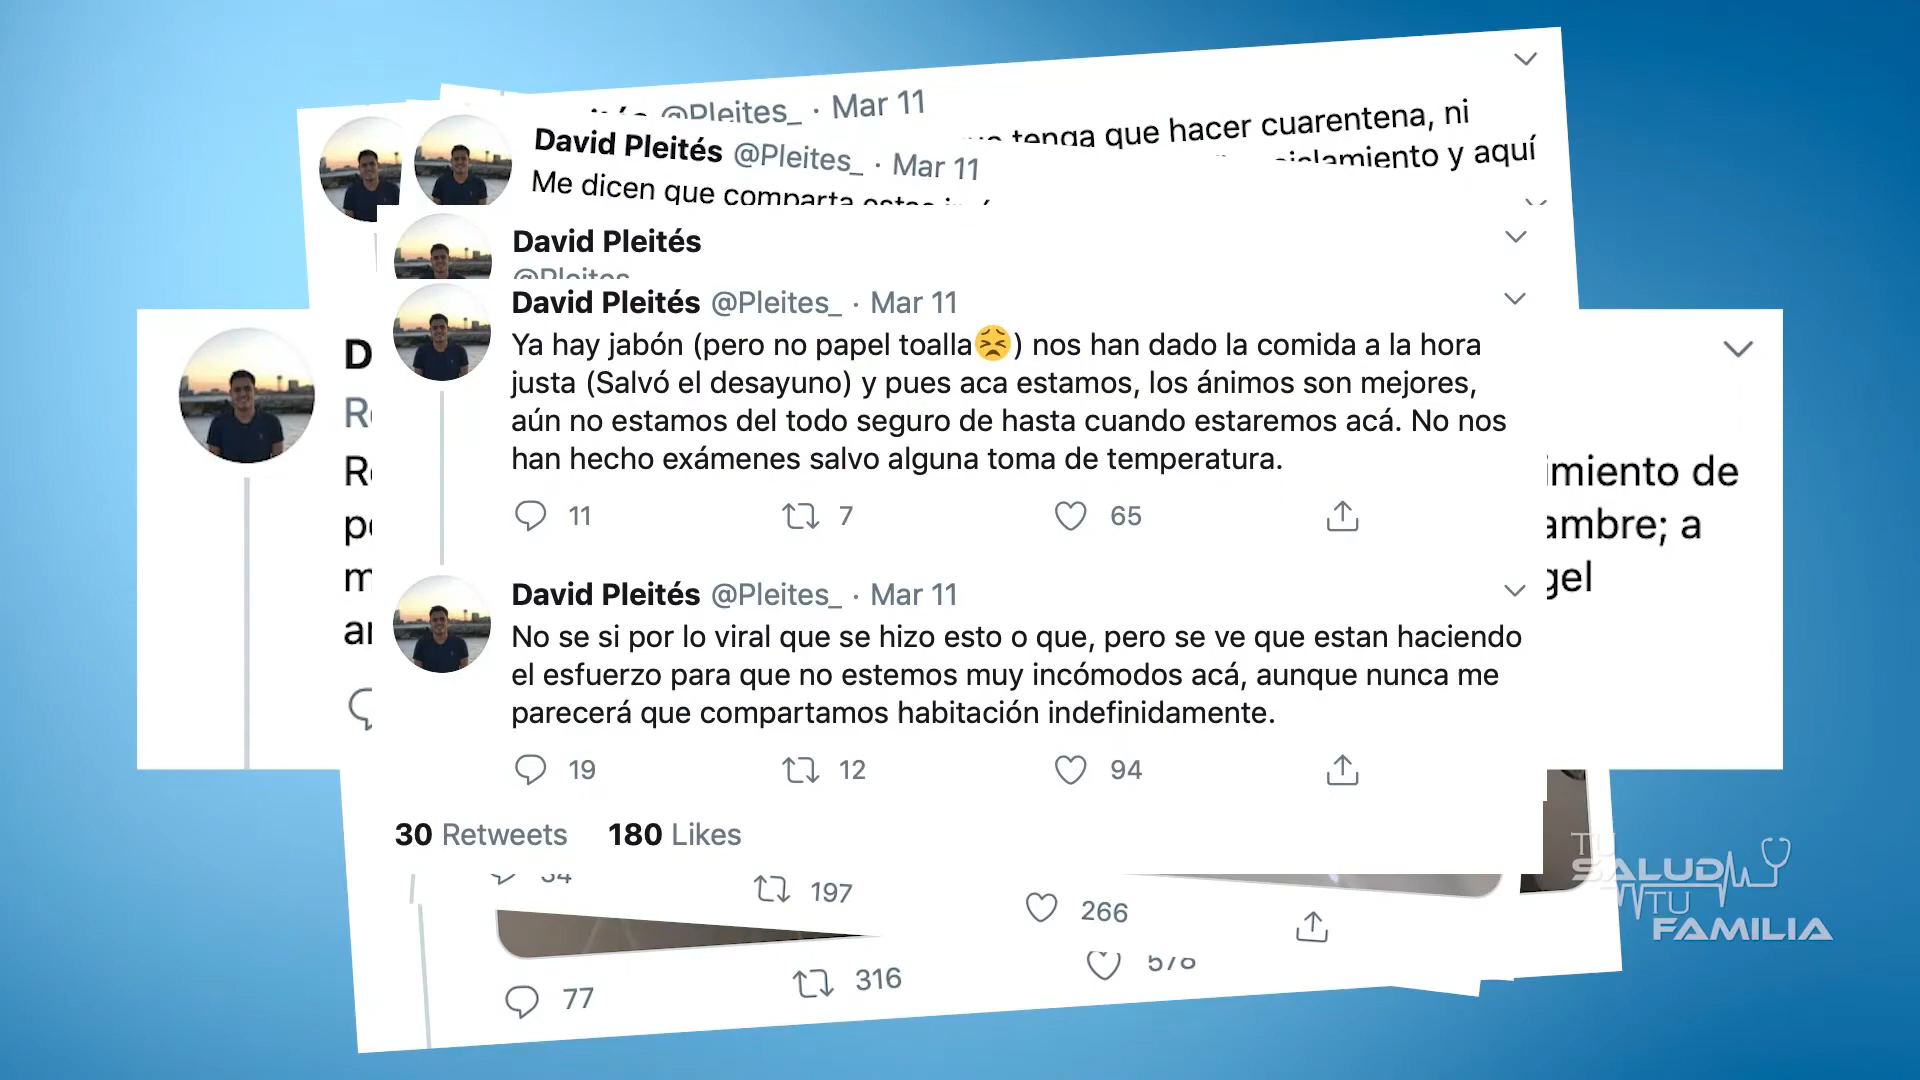 @Pleites_ · Mar 11
tenga que hacer cuarentena, ni
aislamiento y aquí
David Pleités @Pleites_ · Mar 11
Me dicen que comparta estas
David Pleités
@Pleites_
David Pleités @Pleites_ · Mar 11
Ya hay jabón (pero no papel toalla😣) nos han dado la comida a la hora
justa (Salvó el desayuno) y pues aca estamos, los ánimos son mejores,
aún no estamos del todo seguro de hasta cuando estaremos acá. No nos
han hecho exámenes salvo alguna toma de temperatura.
11 7 65
David Pleités @Pleites_ · Mar 11
No se si por lo viral que se hizo esto o que, pero se ve que estan haciendo
el esfuerzo para que no estemos muy incómodos acá, aunque nunca me
parecerá que compartamos habitación indefinidamente.
19 12 94
30 Retweets 180 Likes
D
imiento de
ambre; a
gel
54 197 266
77 316 578
TU
SALUD
TU
FAMILIA